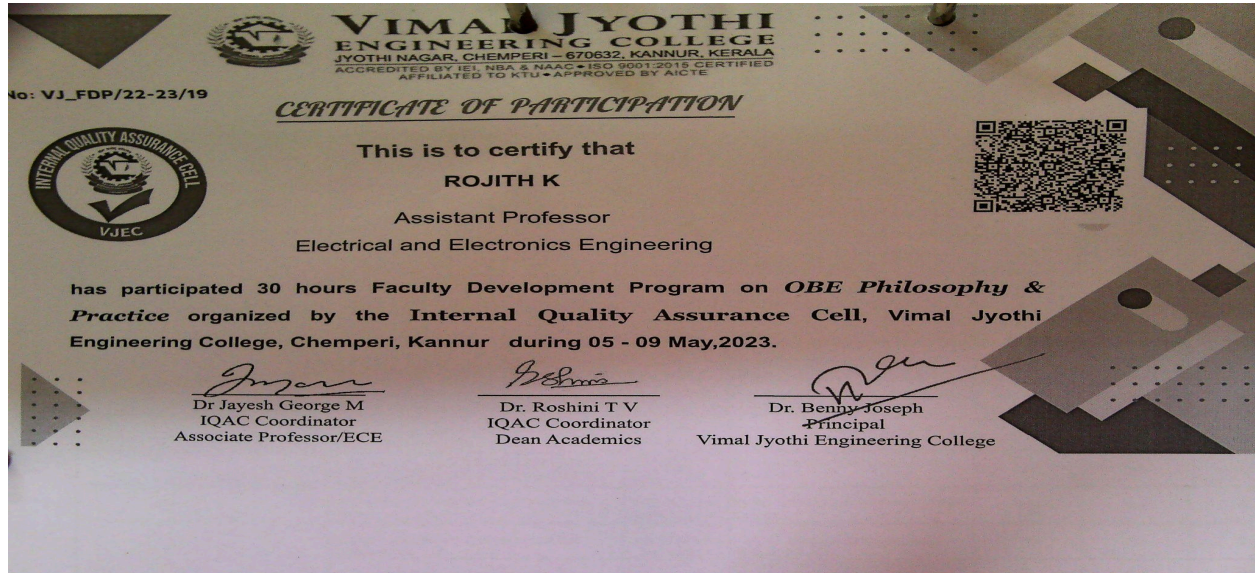 VIMAL JYOTHI
ENGINEERING COLLEGE
JYOTHI NAGAR, CHEMPERI – 670632, KANNUR, KERALA
ACCREDITED BY IEI, NBA & NAAC ◆ ISO 9001:2015 CERTIFIED
AFFILIATED TO KTU ◆ APPROVED BY AICTE
No: VJ_FDP/22-23/19
CERTIFICATE OF PARTICIPATION
INTERNAL QUALITY ASSURANCE CELL
VJEC
This is to certify that
ROJITH K
Assistant Professor
Electrical and Electronics Engineering
has participated 30 hours Faculty Development Program on OBE Philosophy &
Practice organized by the Internal Quality Assurance Cell, Vimal Jyothi
Engineering College, Chemperi, Kannur during 05 - 09 May,2023.
Dr Jayesh George M
IQAC Coordinator
Associate Professor/ECE
Dr. Roshini T V
IQAC Coordinator
Dean Academics
Dr. Benny Joseph
Principal
Vimal Jyothi Engineering College